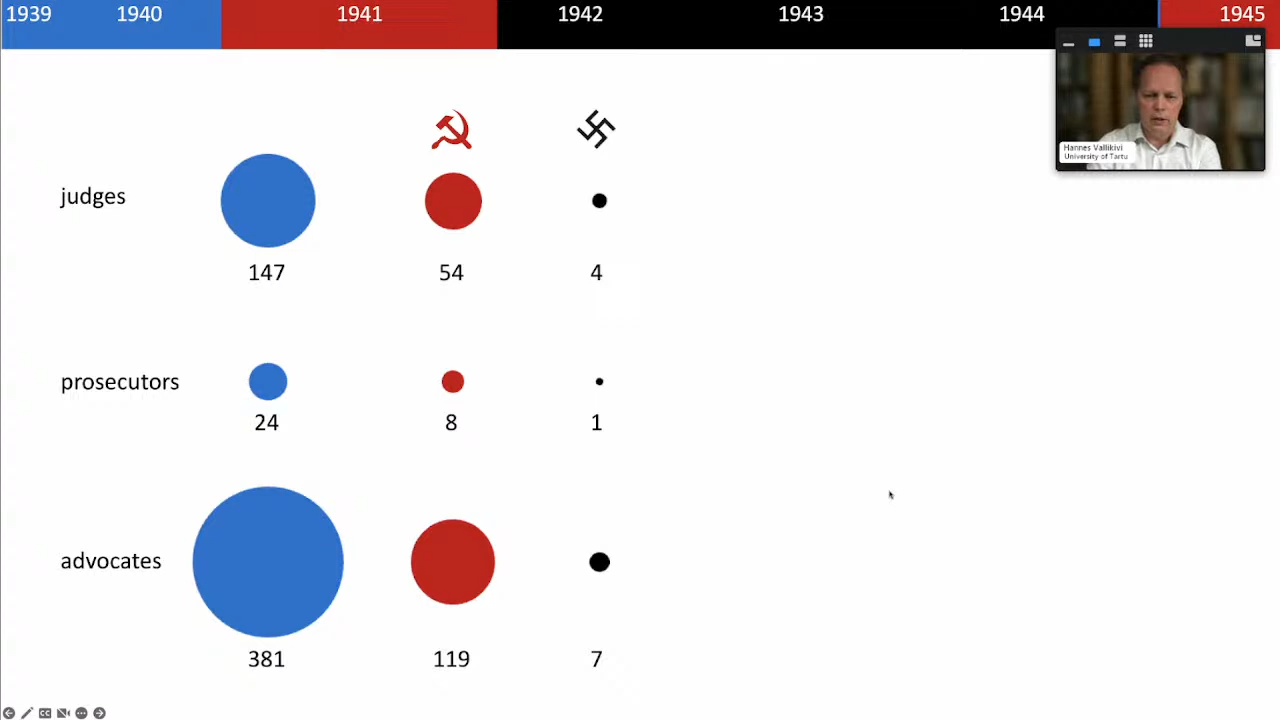 1939 1940 1941 1942 1943 1944 1945
Hannes Vallikivi
University of Tartu
judges
147 54 4
prosecutors
24 8 1
advocates
381 119 7
CC